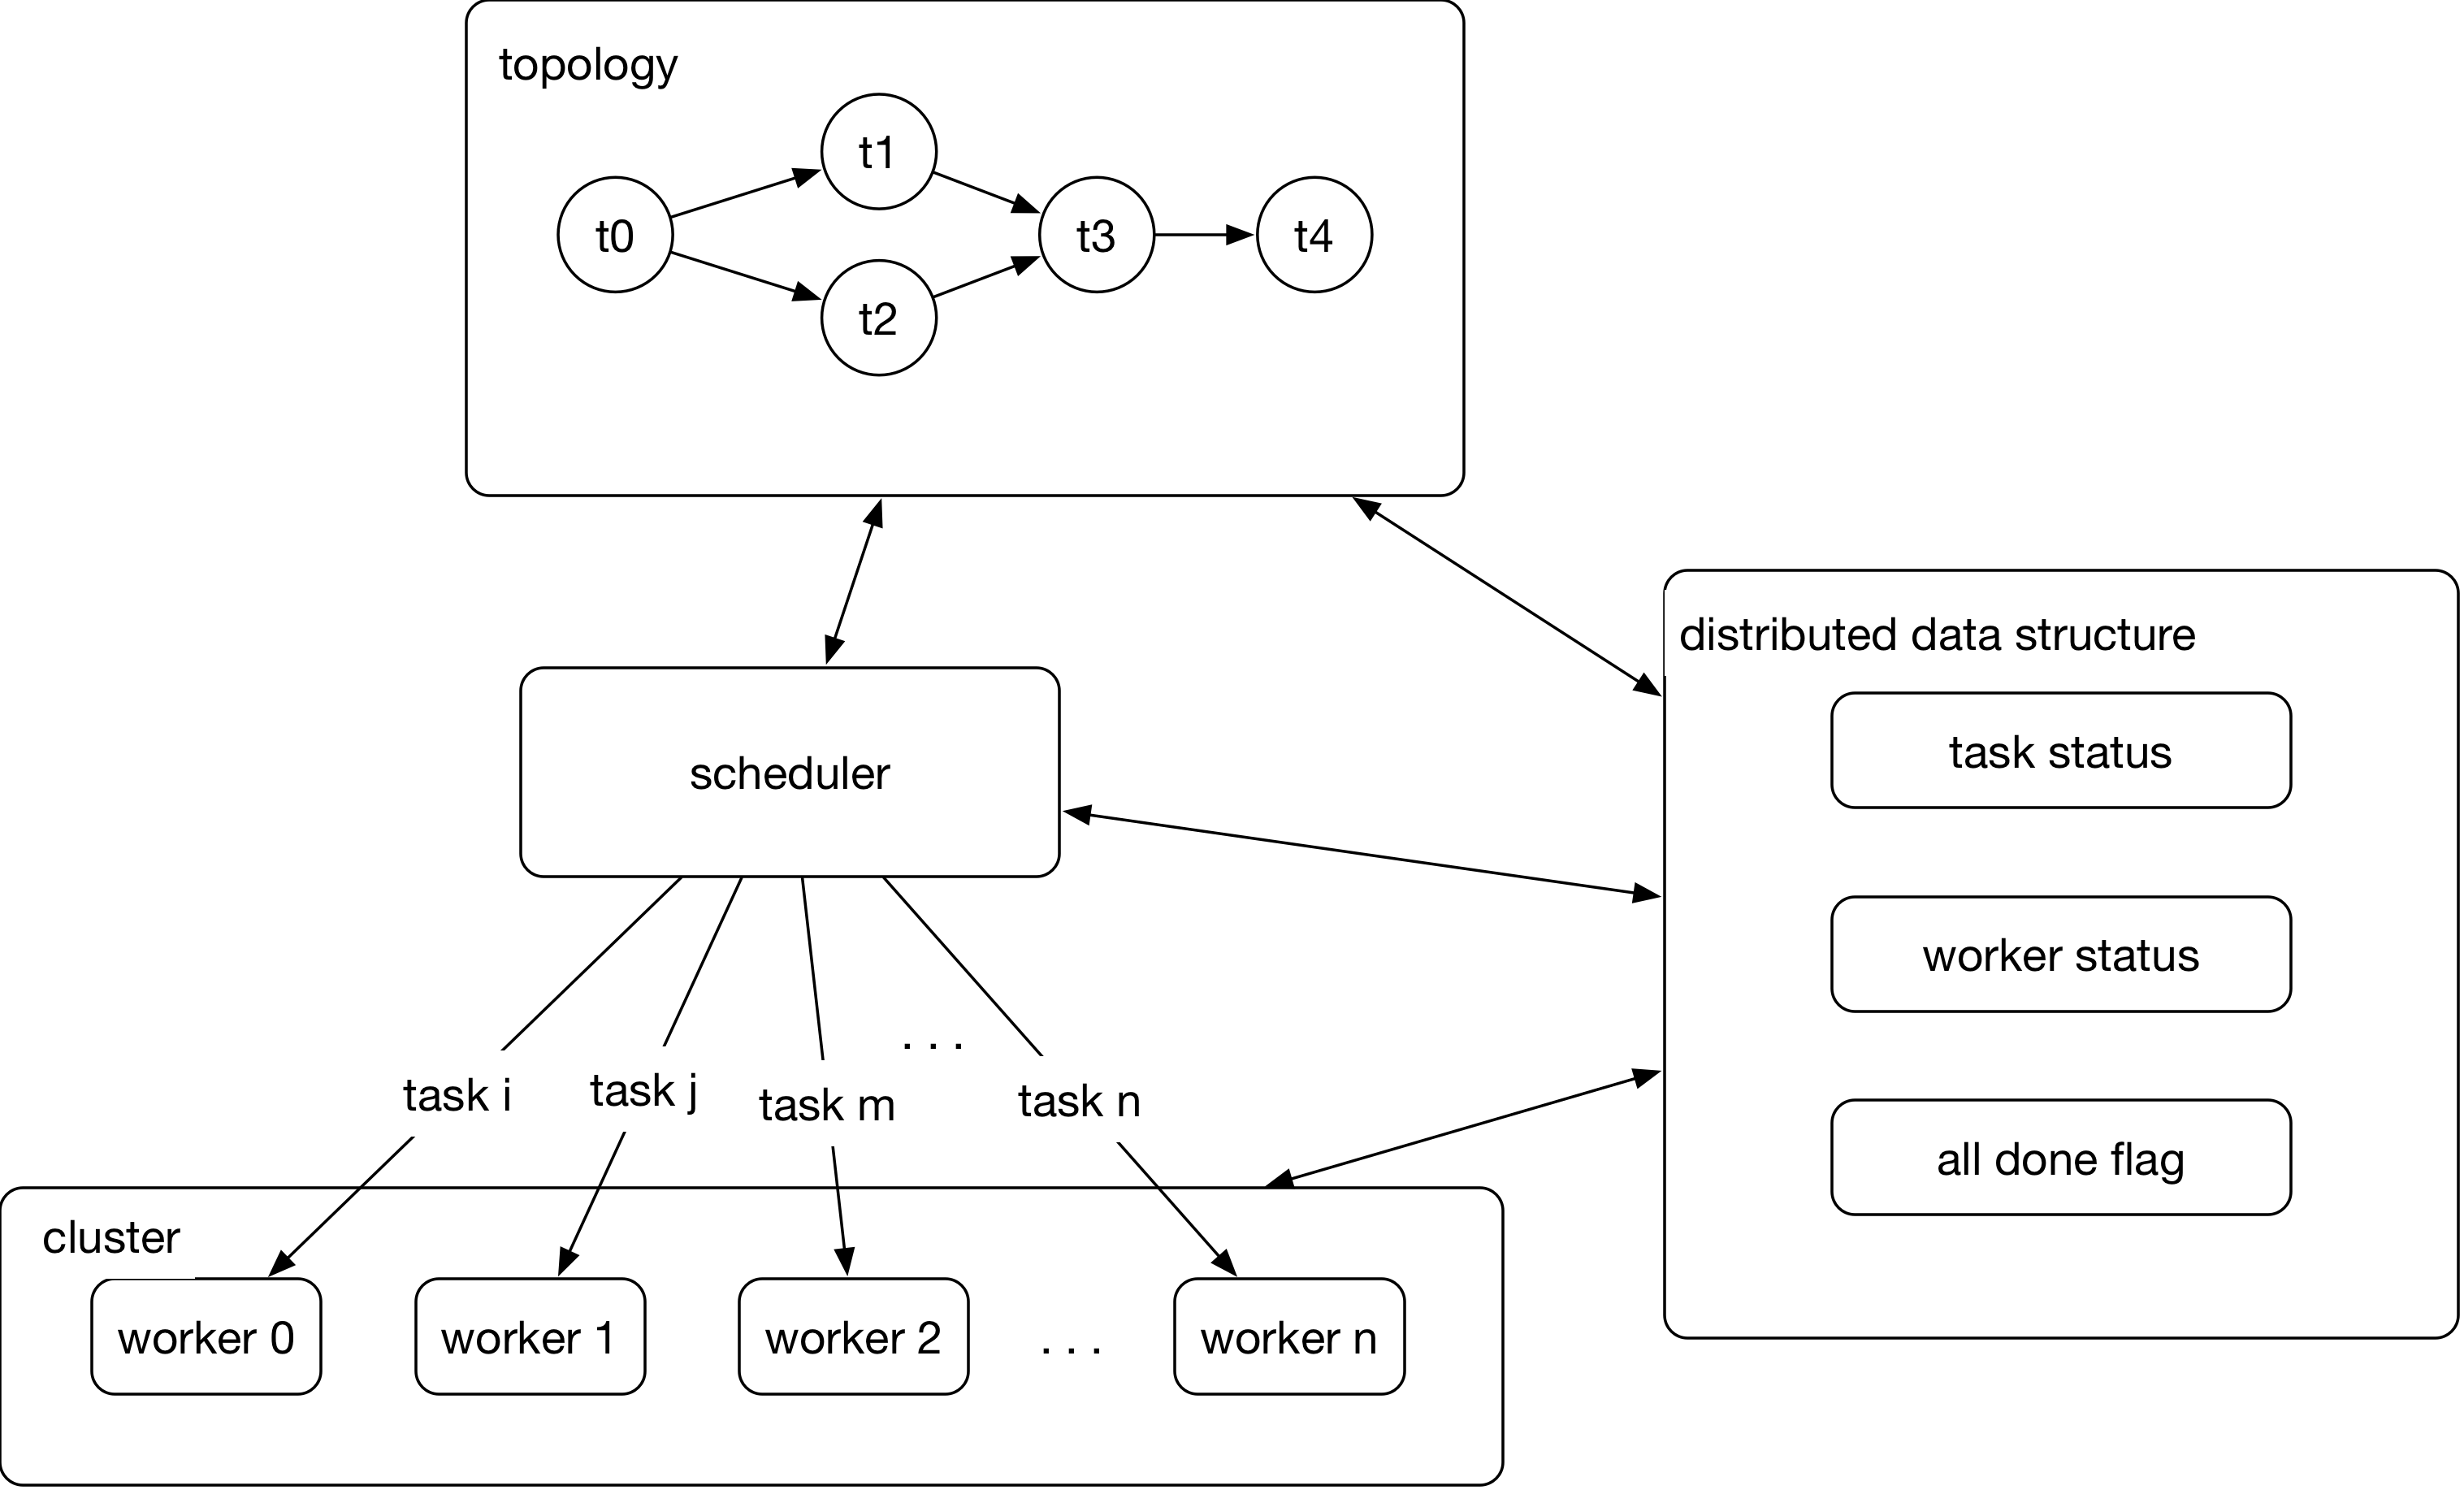 topology
t1
t0
t3
t4
t2
distributed data structure
task status
scheduler
worker status
. . .
task i
task j
task m
task n
all done flag
cluster
worker 0
worker 1
worker 2
. . .
worker n